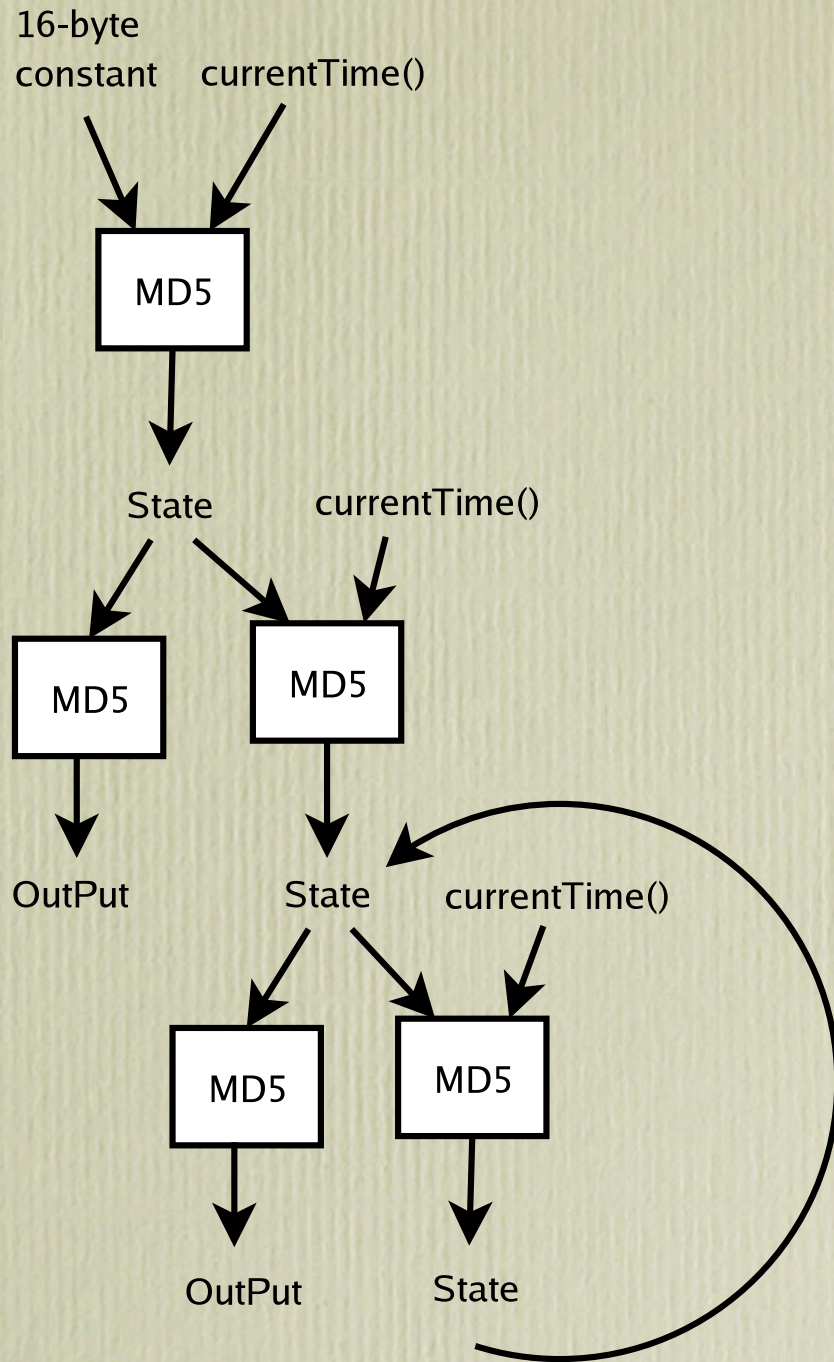 16-byte
constant currentTime()
MD5
State currentTime()
MD5 MD5
OutPut State currentTime()
MD5 MD5
OutPut State